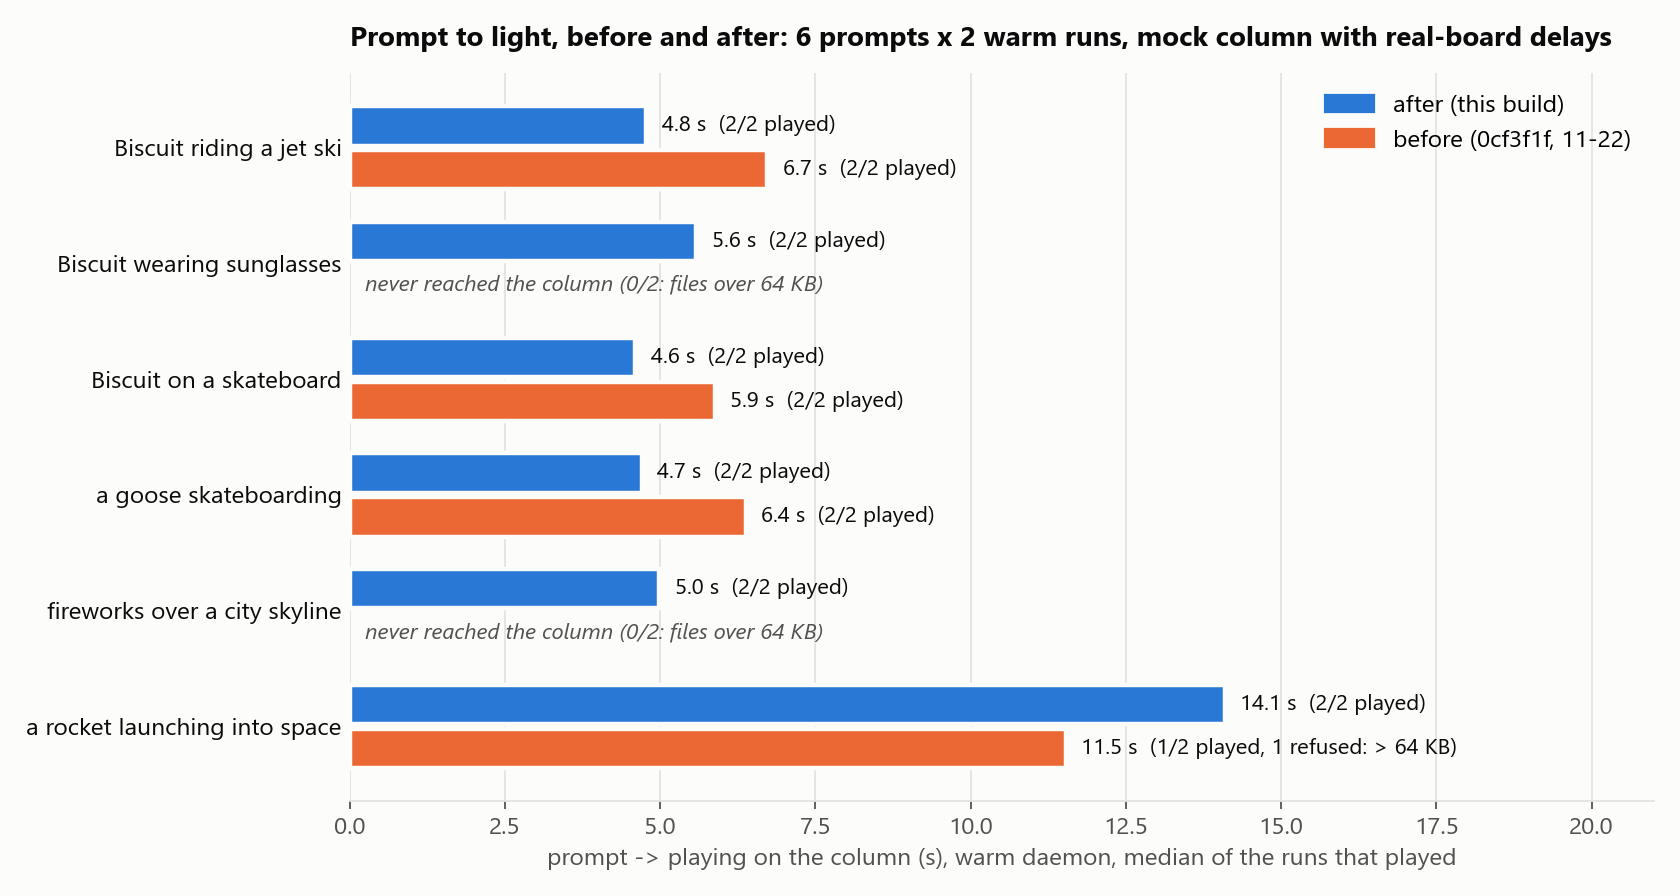 Prompt to light, before and after: 6 prompts x 2 warm runs, mock column with real-board delays
after (this build)
before (0cf3f1f, 11-22)
Biscuit riding a jet ski
4.8 s (2/2 played)
6.7 s (2/2 played)
Biscuit wearing sunglasses
5.6 s (2/2 played)
never reached the column (0/2: files over 64 KB)
Biscuit on a skateboard
4.6 s (2/2 played)
5.9 s (2/2 played)
a goose skateboarding
4.7 s (2/2 played)
6.4 s (2/2 played)
fireworks over a city skyline
5.0 s (2/2 played)
never reached the column (0/2: files over 64 KB)
a rocket launching into space
14.1 s (2/2 played)
11.5 s (1/2 played, 1 refused: > 64 KB)
0.0 2.5 5.0 7.5 10.0 12.5 15.0 17.5 20.0
prompt -> playing on the column (s), warm daemon, median of the runs that played